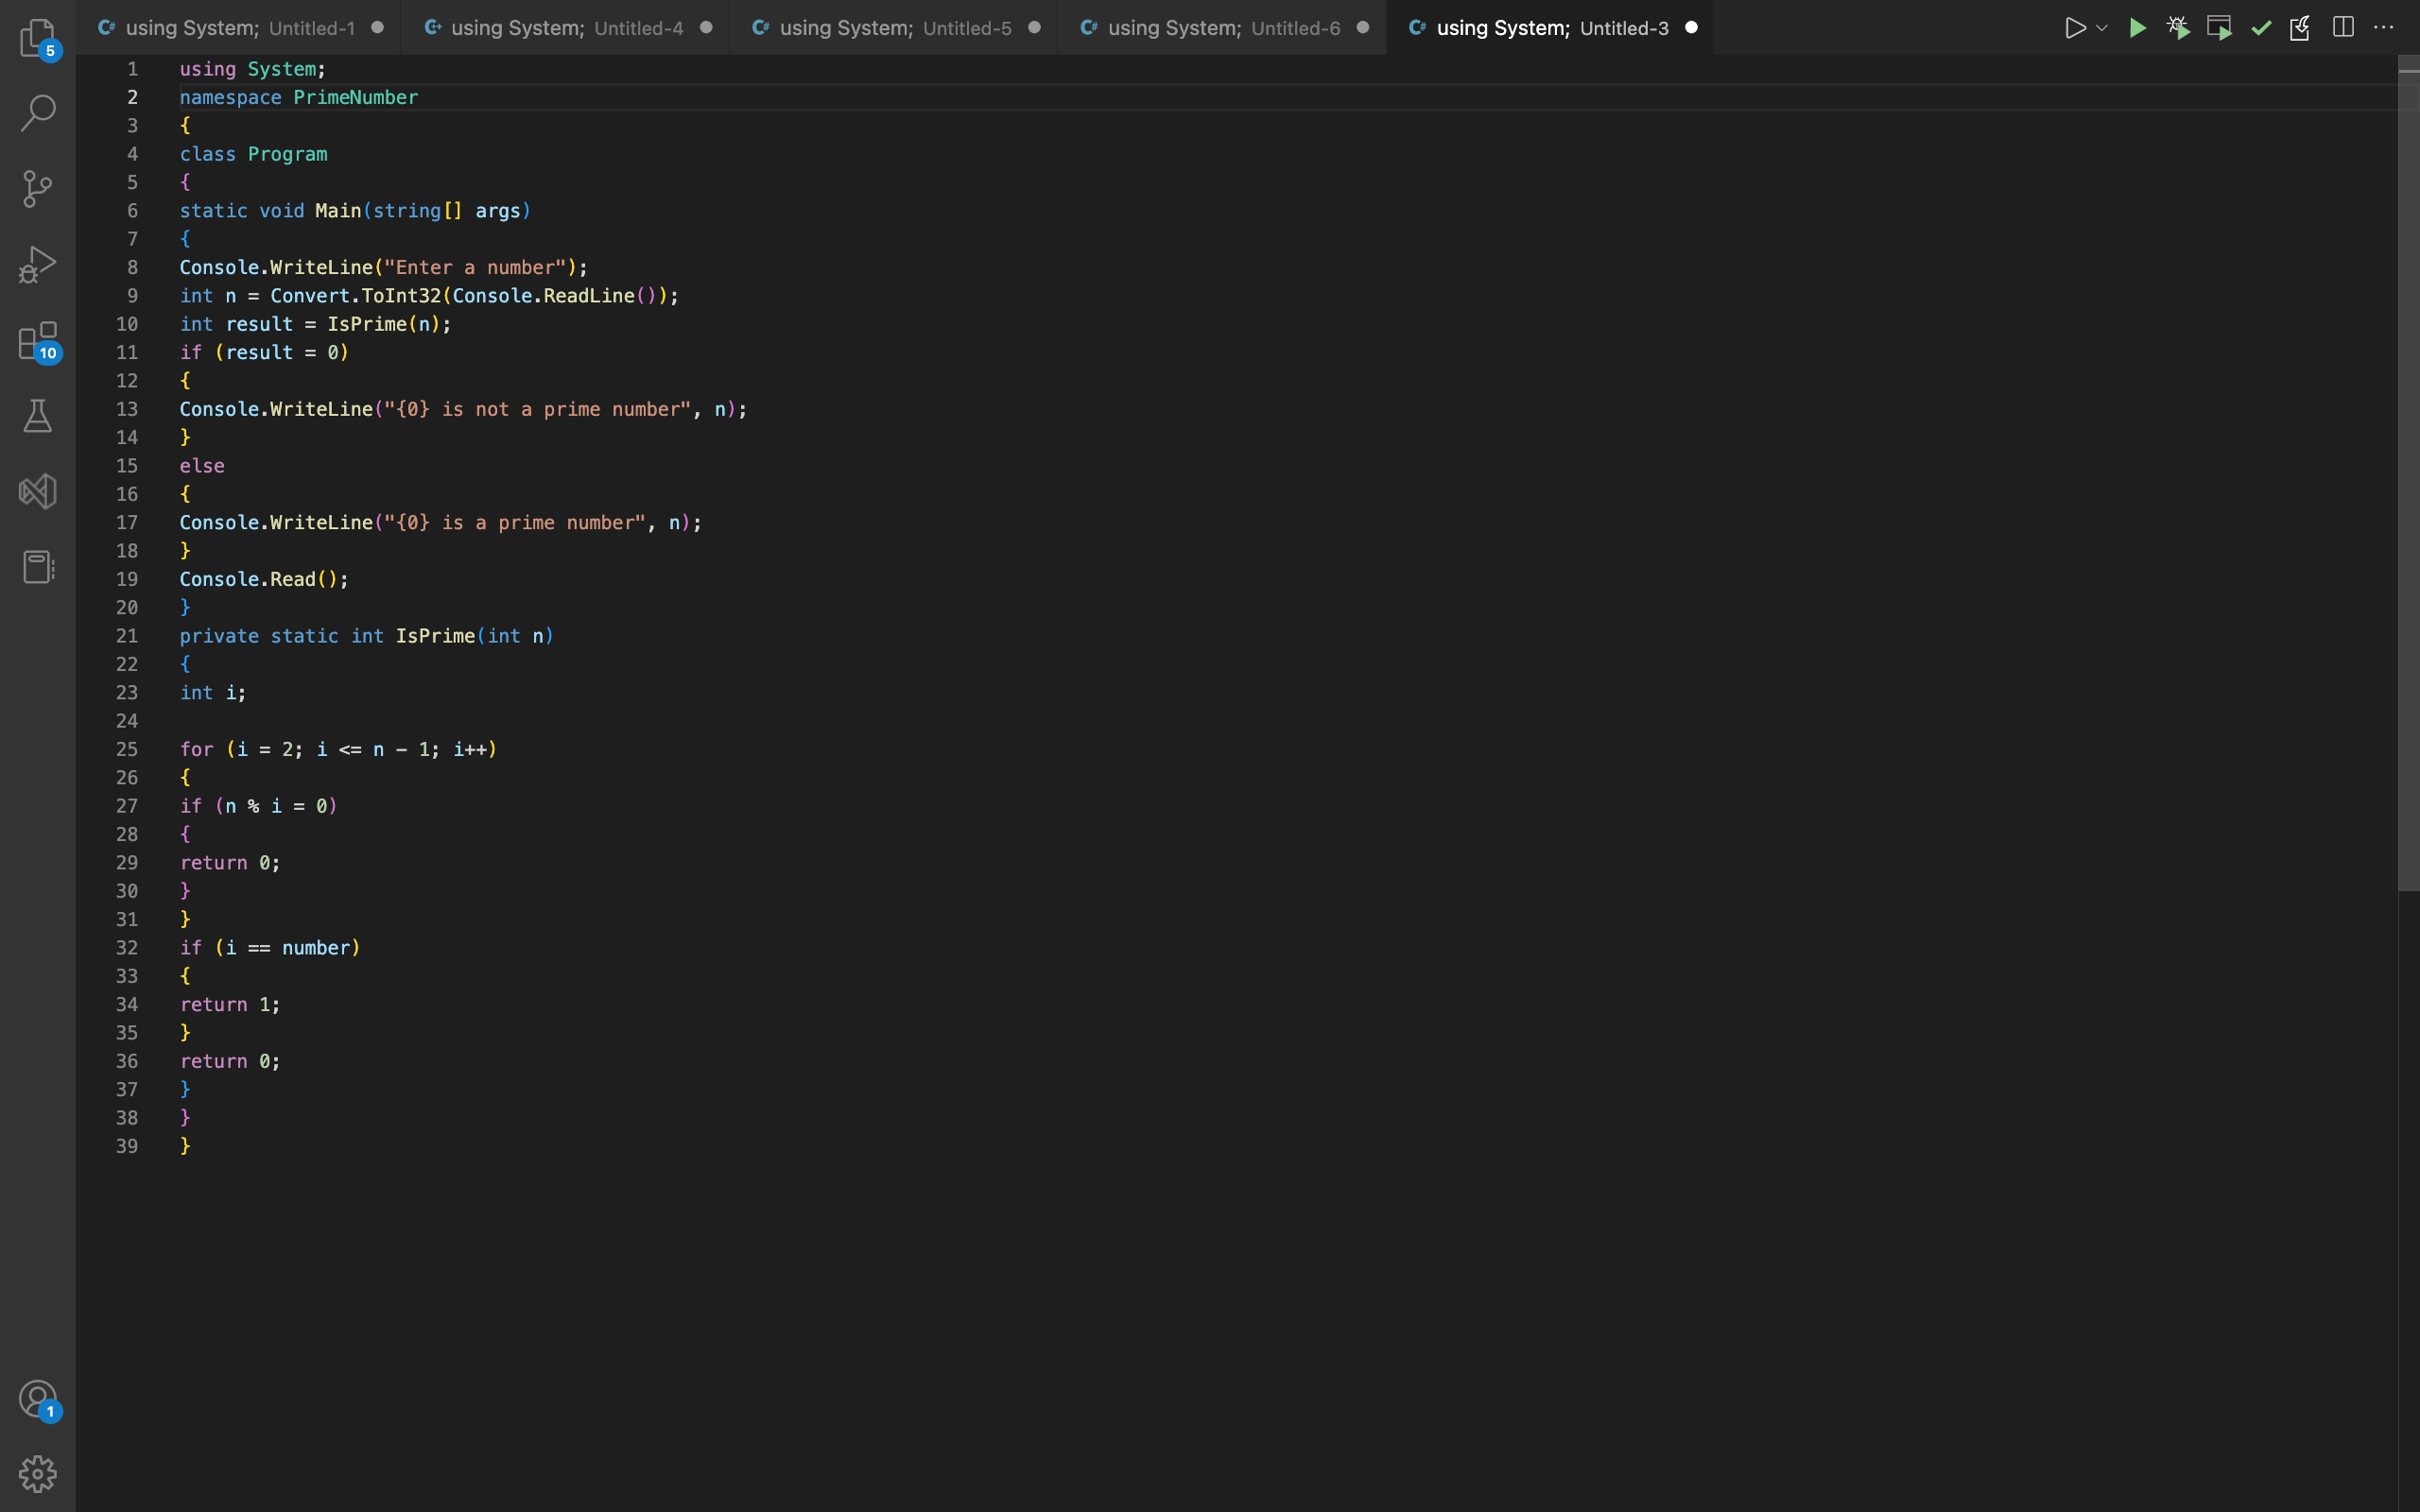 using System; Untitled-1
using System; Untitled-4
using System; Untitled-5
using System; Untitled-6
using System; Untitled-3
5
10
1
1 using System;
2 namespace PrimeNumber
3 {
4 class Program
5 {
6 static void Main(string[] args)
7 {
8 Console.WriteLine("Enter a number");
9 int n = Convert.ToInt32(Console.ReadLine());
10 int result = IsPrime(n);
11 if (result = 0)
12 {
13 Console.WriteLine("{0} is not a prime number", n);
14 }
15 else
16 {
17 Console.WriteLine("{0} is a prime number", n);
18 }
19 Console.Read();
20 }
21 private static int IsPrime(int n)
22 {
23 int i;
24
25 for (i = 2; i <= n - 1; i++)
26 {
27 if (n % i = 0)
28 {
29 return 0;
30 }
31 }
32 if (i == number)
33 {
34 return 1;
35 }
36 return 0;
37 }
38 }
39 }